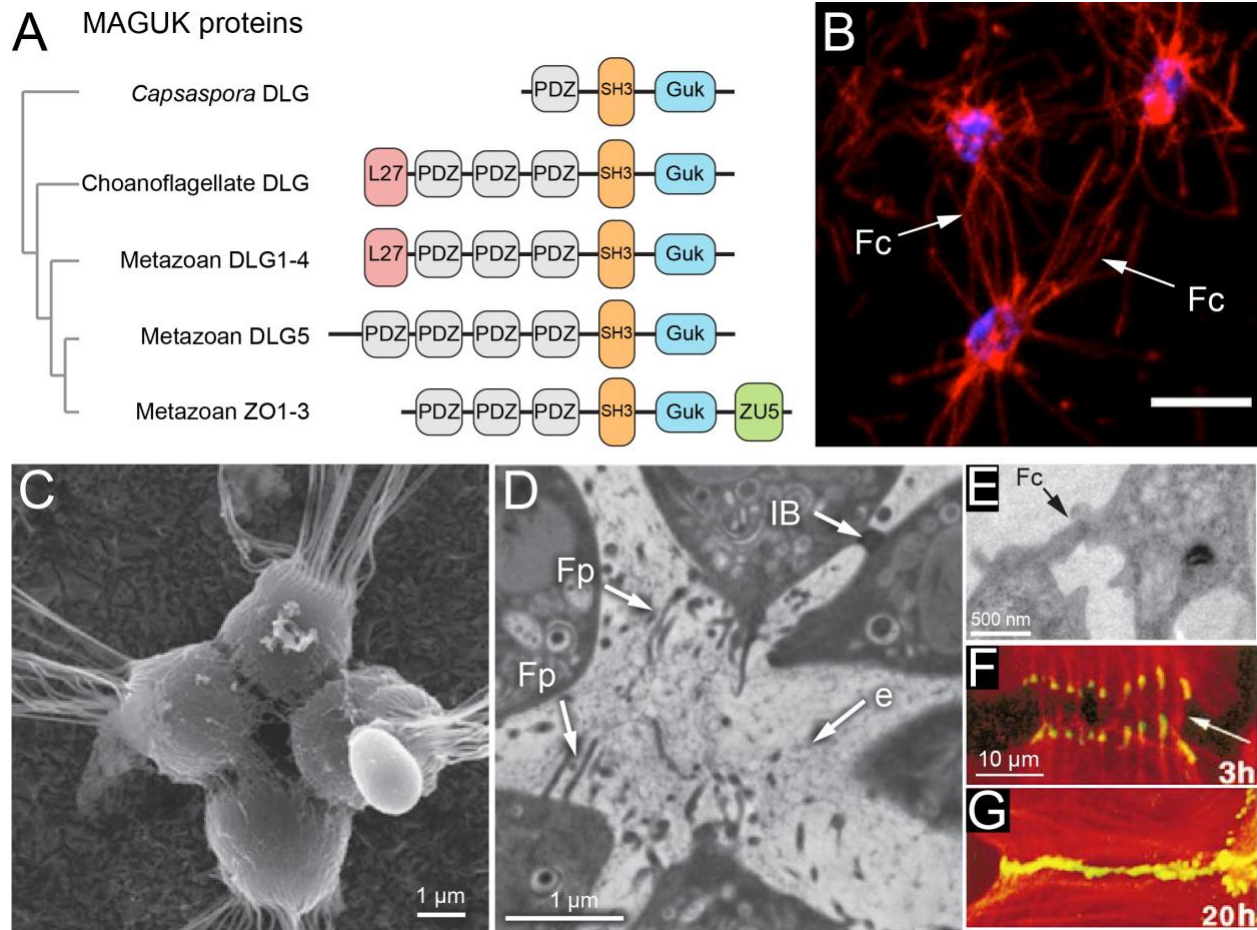 A MAGUK proteins
Capsaspora DLG
PDZ SH3 Guk
Choanoflagellate DLG
L27 PDZ PDZ PDZ SH3 Guk
Metazoan DLG1-4
L27 PDZ PDZ PDZ SH3 Guk
Metazoan DLG5
PDZ PDZ PDZ PDZ SH3 Guk
Metazoan ZO1-3
PDZ PDZ PDZ SH3 Guk ZU5
B
Fc
Fc
C
1 μm
D
IB
Fp
Fp
e
1 μm
E
Fc
500 nm
F
10 μm
3h
G
20h